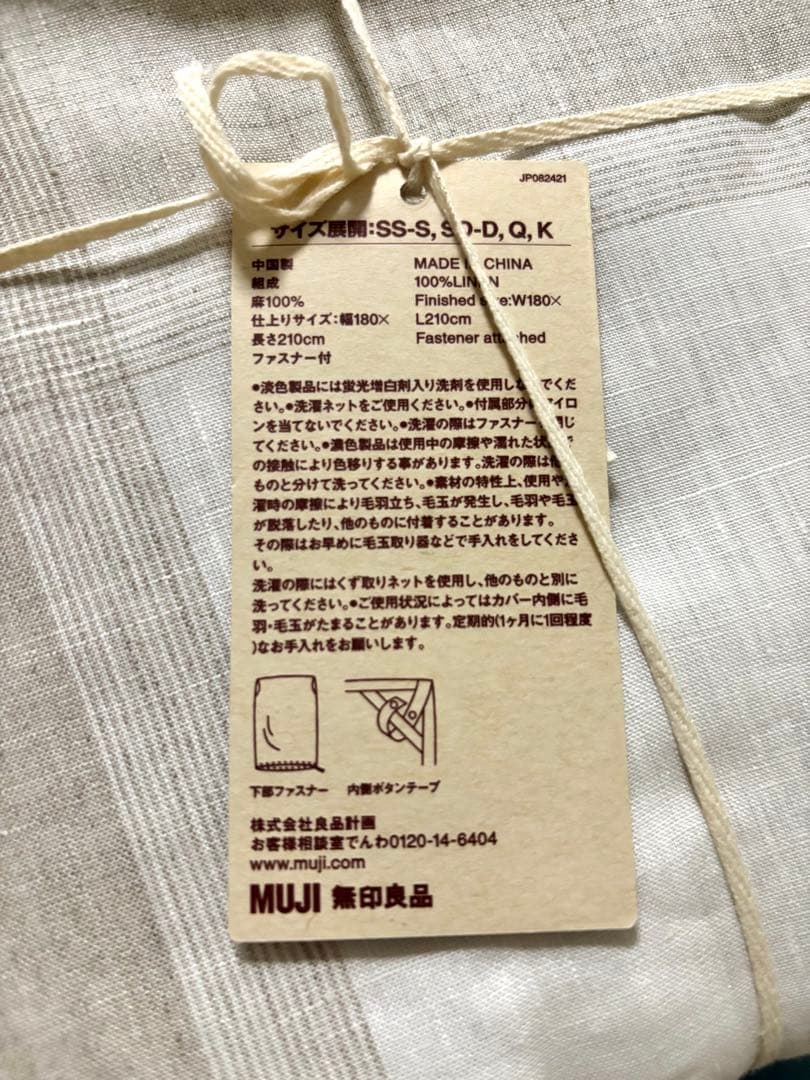 JP082421
サイズ展開:SS-S, SD-D, Q, K
中国製
組成
麻100%
仕上りサイズ:幅180×
長さ210cm
ファスナー付
MADE IN CHINA
100%LINEN
Finished size:W180×
L210cm
Fastener attached
●淡色製品には蛍光増白剤入り洗剤を使用しないでくだ
さい。●洗濯ネットをご使用ください。●付属部分にアイロ
ンを当てないでください。●洗濯の際はファスナーを閉じ
てください。●濃色製品は使用中の摩擦や濡れた状態で
の接触により色移りする事があります。洗濯の際は他の
ものと分けて洗ってください。●素材の特性上、使用や洗
濯時の摩擦により毛羽立ち、毛玉が発生し、毛羽や毛玉
が脱落したり、他のものに付着することがあります。
その際はお早めに毛玉取り器などで手入れをしてくださ
い。
洗濯の際にはくず取りネットを使用し、他のものと別に
洗ってください。●ご使用状況によってはカバー内側に毛
羽・毛玉がたまることがあります。定期的(1ヶ月に1回程度
)なお手入れをお願いします。
下部ファスナー 内側ボタンテープ
株式会社良品計画
お客様相談室でんわ0120-14-6404
www.muji.com
MUJI 無印良品